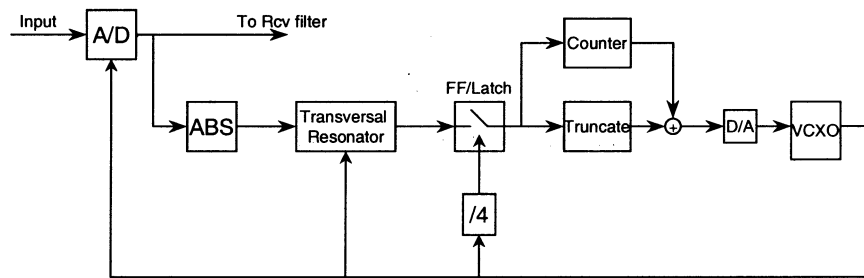 Input
A/D
To Rcv filter
Counter
FF/Latch
ABS
Transversal
Resonator
Truncate
+
D/A
VCXO
/4